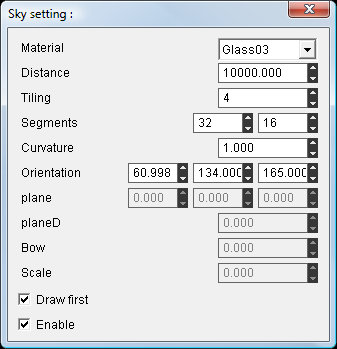 Sky setting :
Material Glass03
Distance 10000.000
Tiling 4
Segments 32 16
Curvature 1.000
Orientation 60.998 134.000 165.000
plane 0.000 0.000 0.000
planeD 0.000
Bow 0.000
Scale 0.000
Draw first
Enable